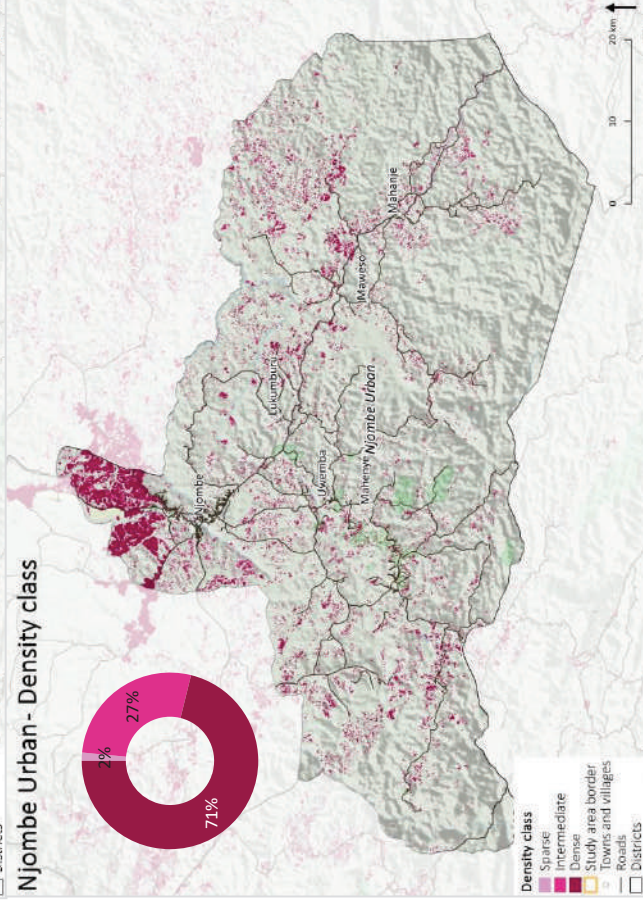 Njombe Urban - Density class
2%
27%
71%
Njombe
Lukumburu
Uwemba
Mahenye
Njombe Urban
Maweso
Mahanje
Density class
Sparse
Intermediate
Dense
Study area border
Towns and villages
Roads
Districts
0 10 20 km